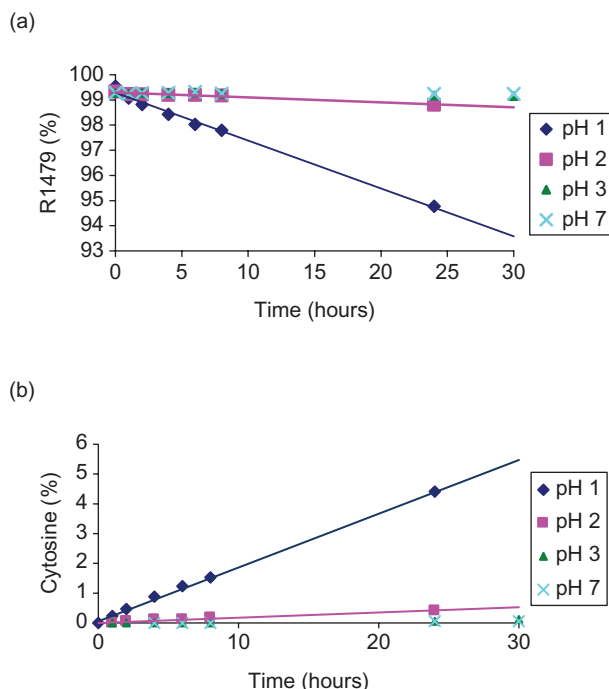 (a)
100
99
98
97
96
95
94
93
R1479 (%)
0
5
10
15
20
25
30
Time (hours)
pH 1
pH 2
pH 3
pH 7
(b)
6
5
4
3
2
1
0
Cytosine (%)
0
10
20
30
Time (hours)
pH 1
pH 2
pH 3
pH 7